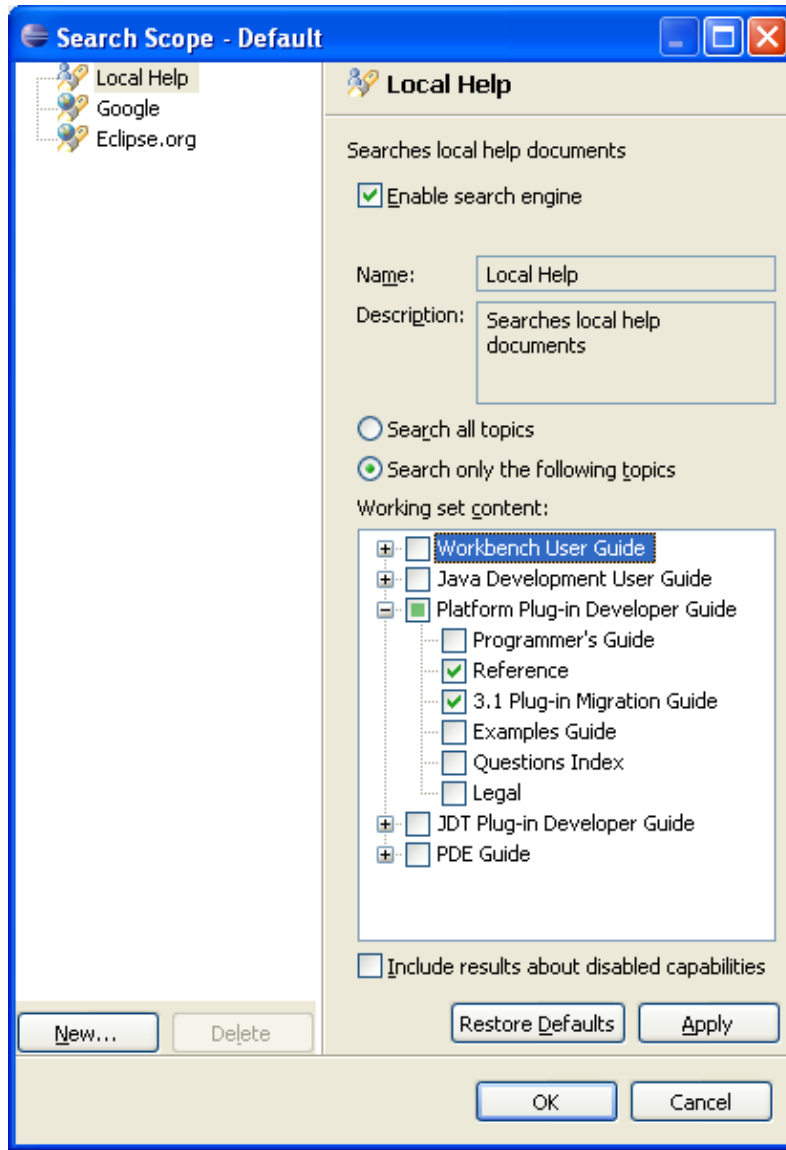 Search Scope - Default
Local Help
Google
Eclipse.org
Local Help
Searches local help documents
Enable search engine
Name:
Local Help
Description:
Searches local help
documents
Search all topics
Search only the following topics
Working set content:
Workbench User Guide
Java Development User Guide
Platform Plug-in Developer Guide
Programmer's Guide
Reference
3.1 Plug-in Migration Guide
Examples Guide
Questions Index
Legal
JDT Plug-in Developer Guide
PDE Guide
Include results about disabled capabilities
New...
Delete
Restore Defaults
Apply
OK
Cancel